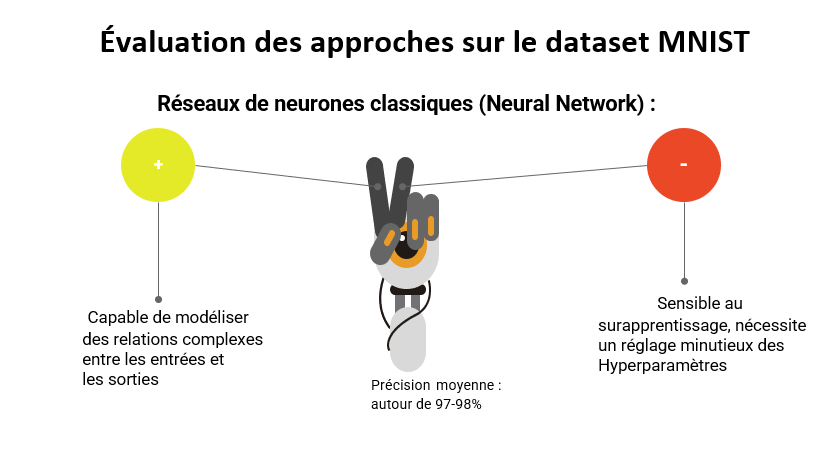 Évaluation des approches sur le dataset MNIST
Réseaux de neurones classiques (Neural Network) :
+
-
Capable de modéliser
des relations complexes
entre les entrées et
les sorties
Sensible au
surapprentissage, nécessite
un réglage minutieux des
Hyperparamètres
Précision moyenne :
autour de 97-98%